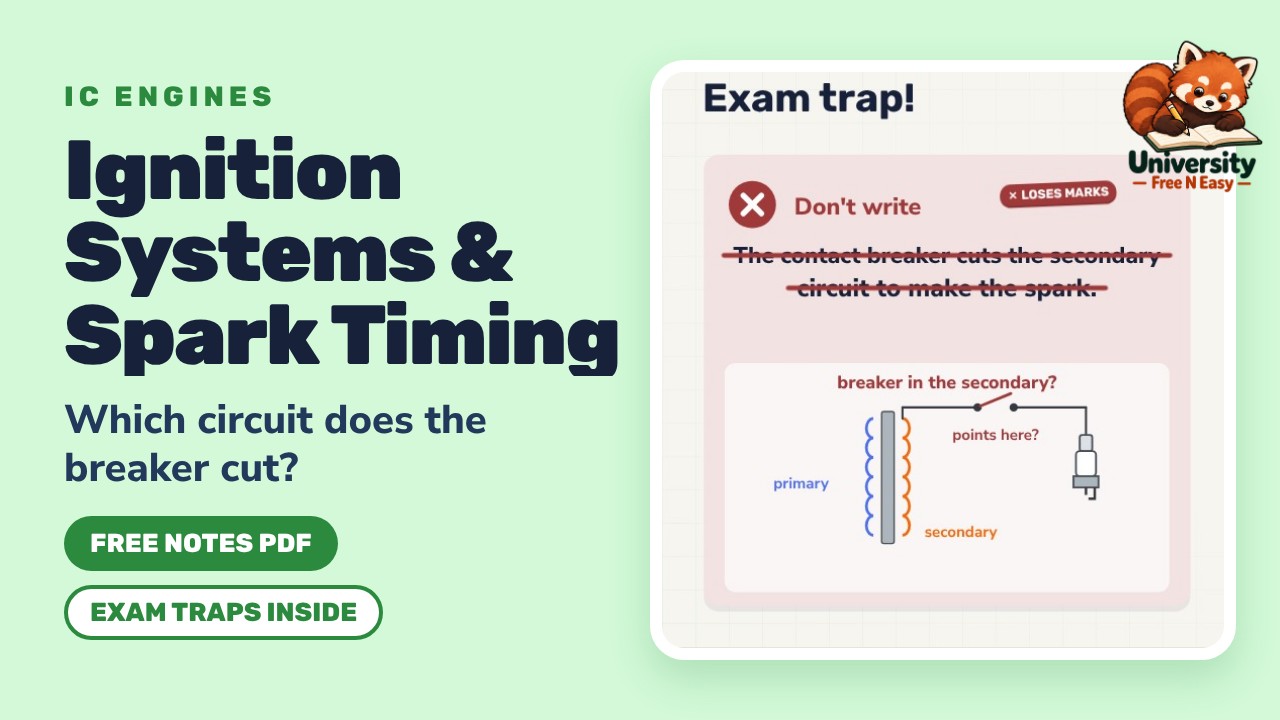 IC ENGINES
Ignition
Systems &
Spark Timing
Which circuit does the
breaker cut?
FREE NOTES PDF
EXAM TRAPS INSIDE
Exam trap!
Don't write
× LOSES MARKS
The contact breaker cuts the secondary
circuit to make the spark.
breaker in the secondary?
points here?
primary
secondary
University
Free N Easy